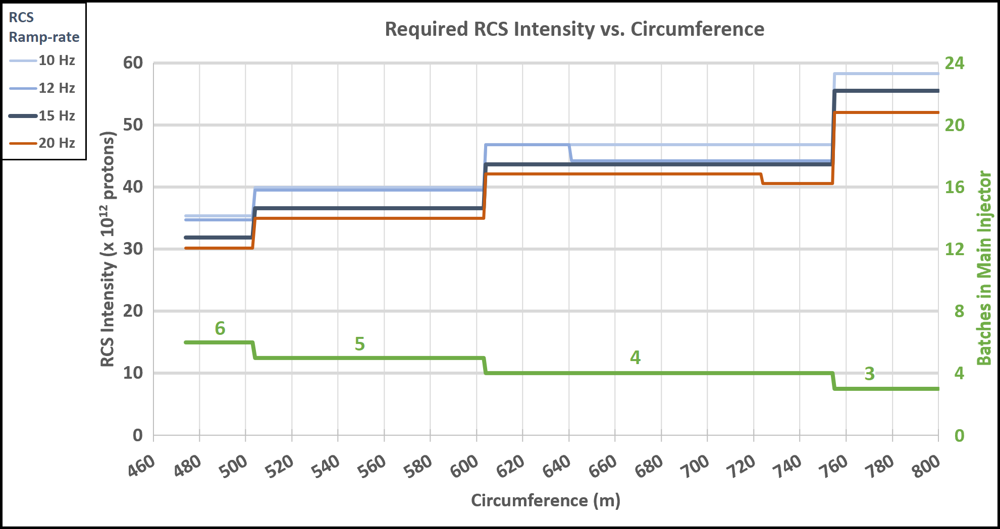 RCS
Ramp-rate
10 Hz
12 Hz
15 Hz
20 Hz
Required RCS Intensity vs. Circumference
RCS Intensity (x 10¹² protons)
60
50
40
30
20
10
0
6
5
4
3
24
20
16
12
8
4
0
Batches in Main Injector
460 480 500 520 540 560 580 600 620 640 660 680 700 720 740 760 780 800
Circumference (m)